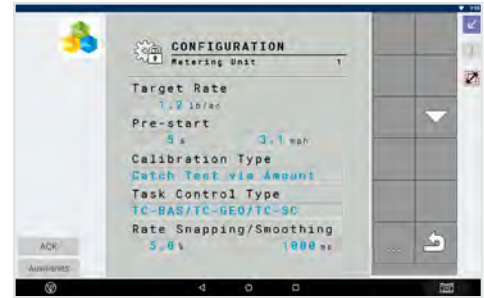 CONFIGURATION
Metering Unit 1
Target Rate
1.2 lb/ac
Pre-start
5 s 3.1 mph
Calibration Type
Catch Test via Amount
Task Control Type
TC-BAS/TC-GEO/TC-SC
Rate Snapping/Smoothing
5.0% 1000 ms
ACK
...
Auxiliaries